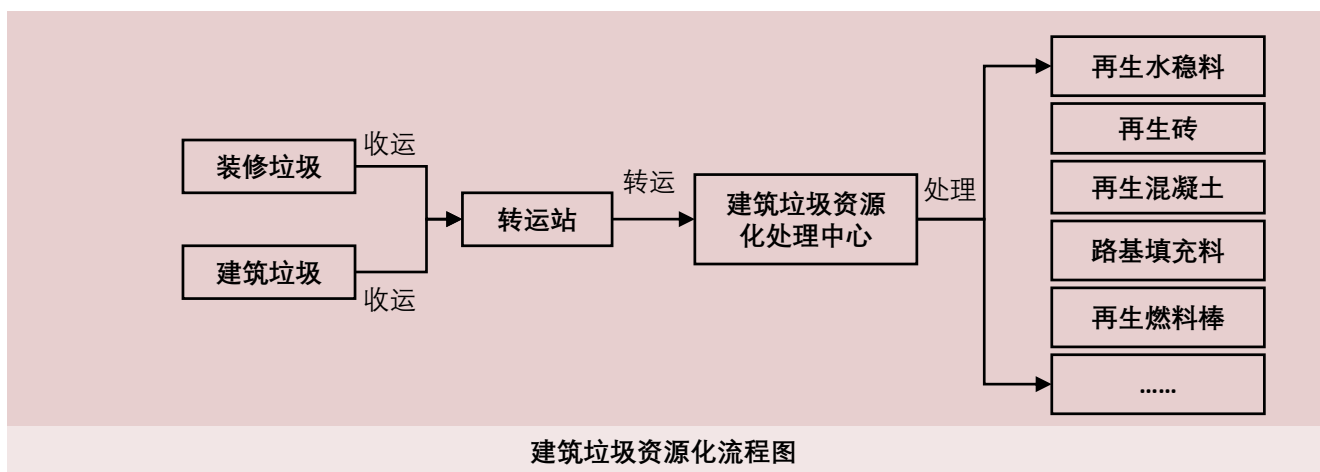 装修垃圾
收运
建筑垃圾
收运
转运站
转运
建筑垃圾资源
化处理中心
处理
再生水稳料
再生砖
再生混凝土
路基填充料
再生燃料棒
......
建筑垃圾资源化流程图